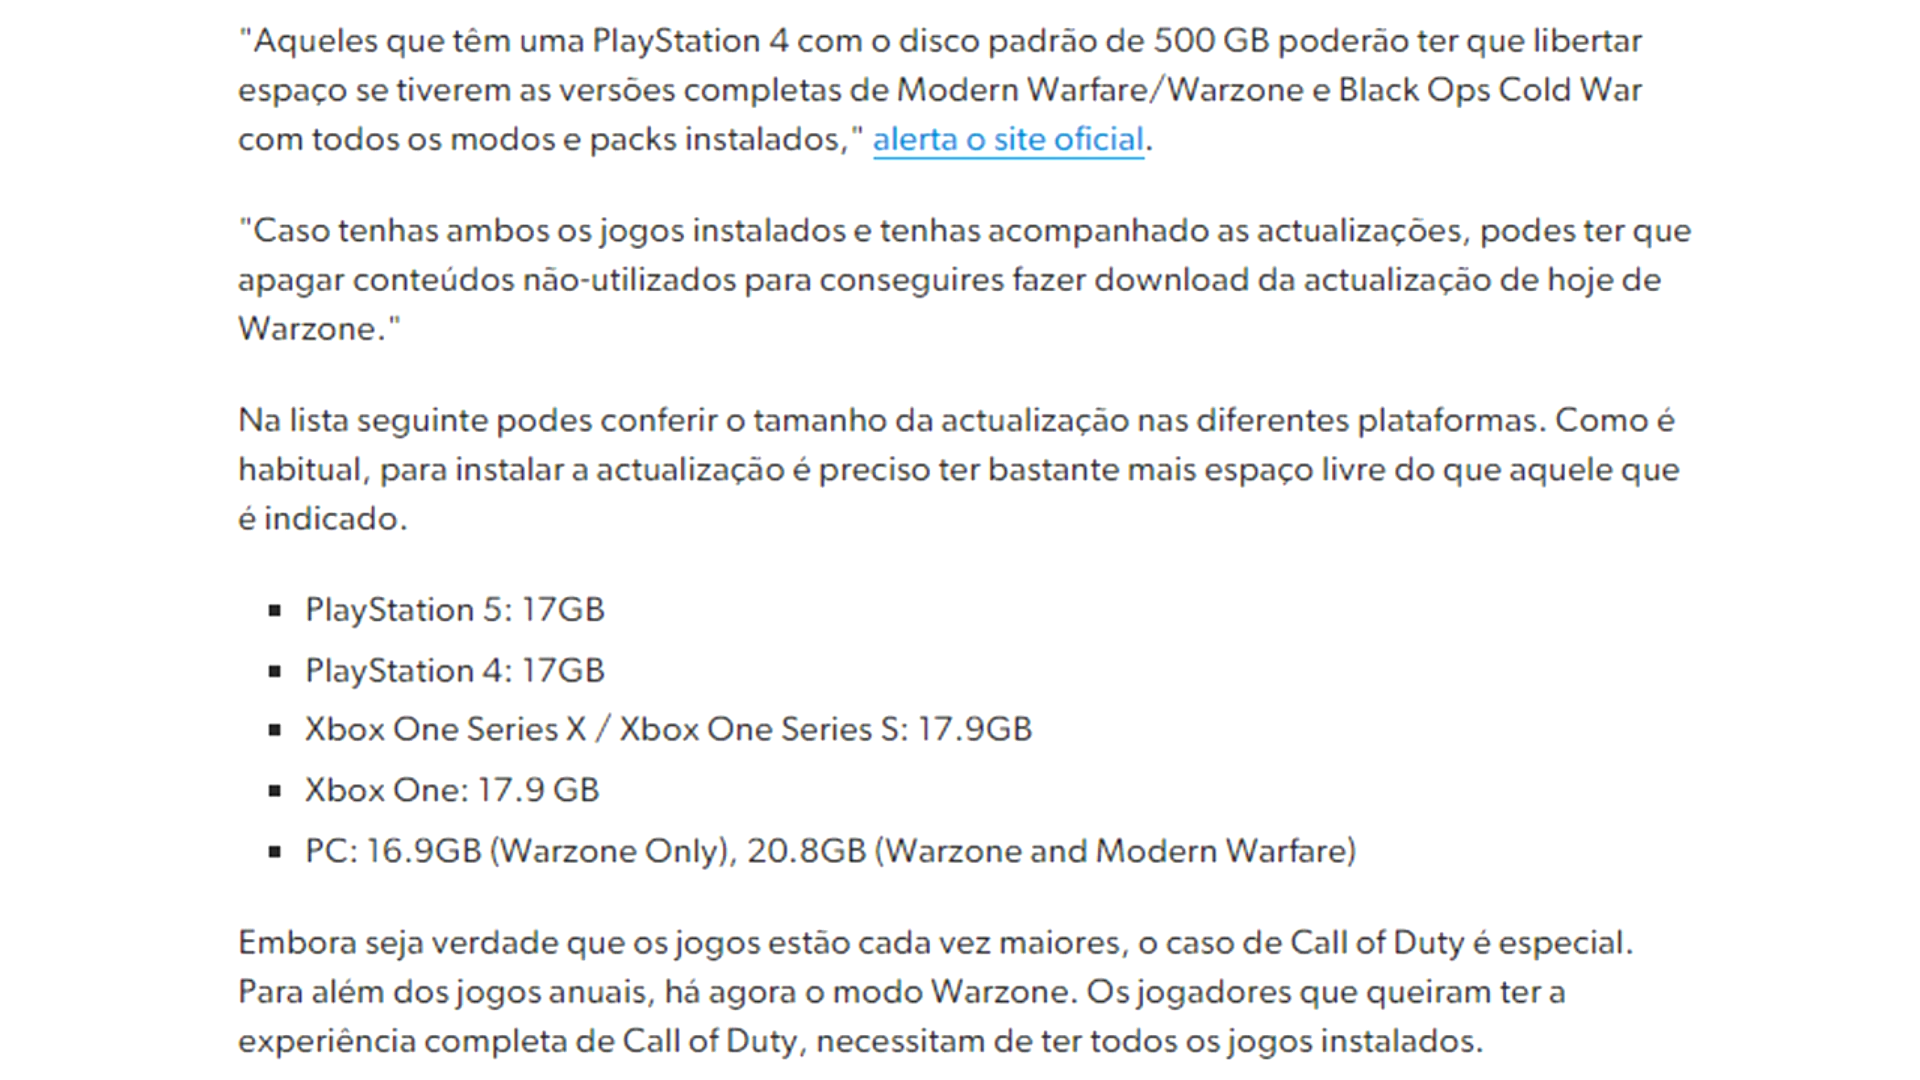 "Aqueles que têm uma PlayStation 4 com o disco padrão de 500 GB poderão ter que libertar
espaço se tiverem as versões completas de Modern Warfare/Warzone e Black Ops Cold War
com todos os modos e packs instalados," alerta o site oficial.
"Caso tenhas ambos os jogos instalados e tenhas acompanhado as actualizações, podes ter que
apagar conteúdos não-utilizados para conseguires fazer download da actualização de hoje de
Warzone."
Na lista seguinte podes conferir o tamanho da actualização nas diferentes plataformas. Como é
habitual, para instalar a actualização é preciso ter bastante mais espaço livre do que aquele que
é indicado.
▪ PlayStation 5: 17GB
▪ PlayStation 4: 17GB
▪ Xbox One Series X / Xbox One Series S: 17.9GB
▪ Xbox One: 17.9 GB
▪ PC: 16.9GB (Warzone Only), 20.8GB (Warzone and Modern Warfare)
Embora seja verdade que os jogos estão cada vez maiores, o caso de Call of Duty é especial.
Para além dos jogos anuais, há agora o modo Warzone. Os jogadores que queiram ter a
experiência completa de Call of Duty, necessitam de ter todos os jogos instalados.